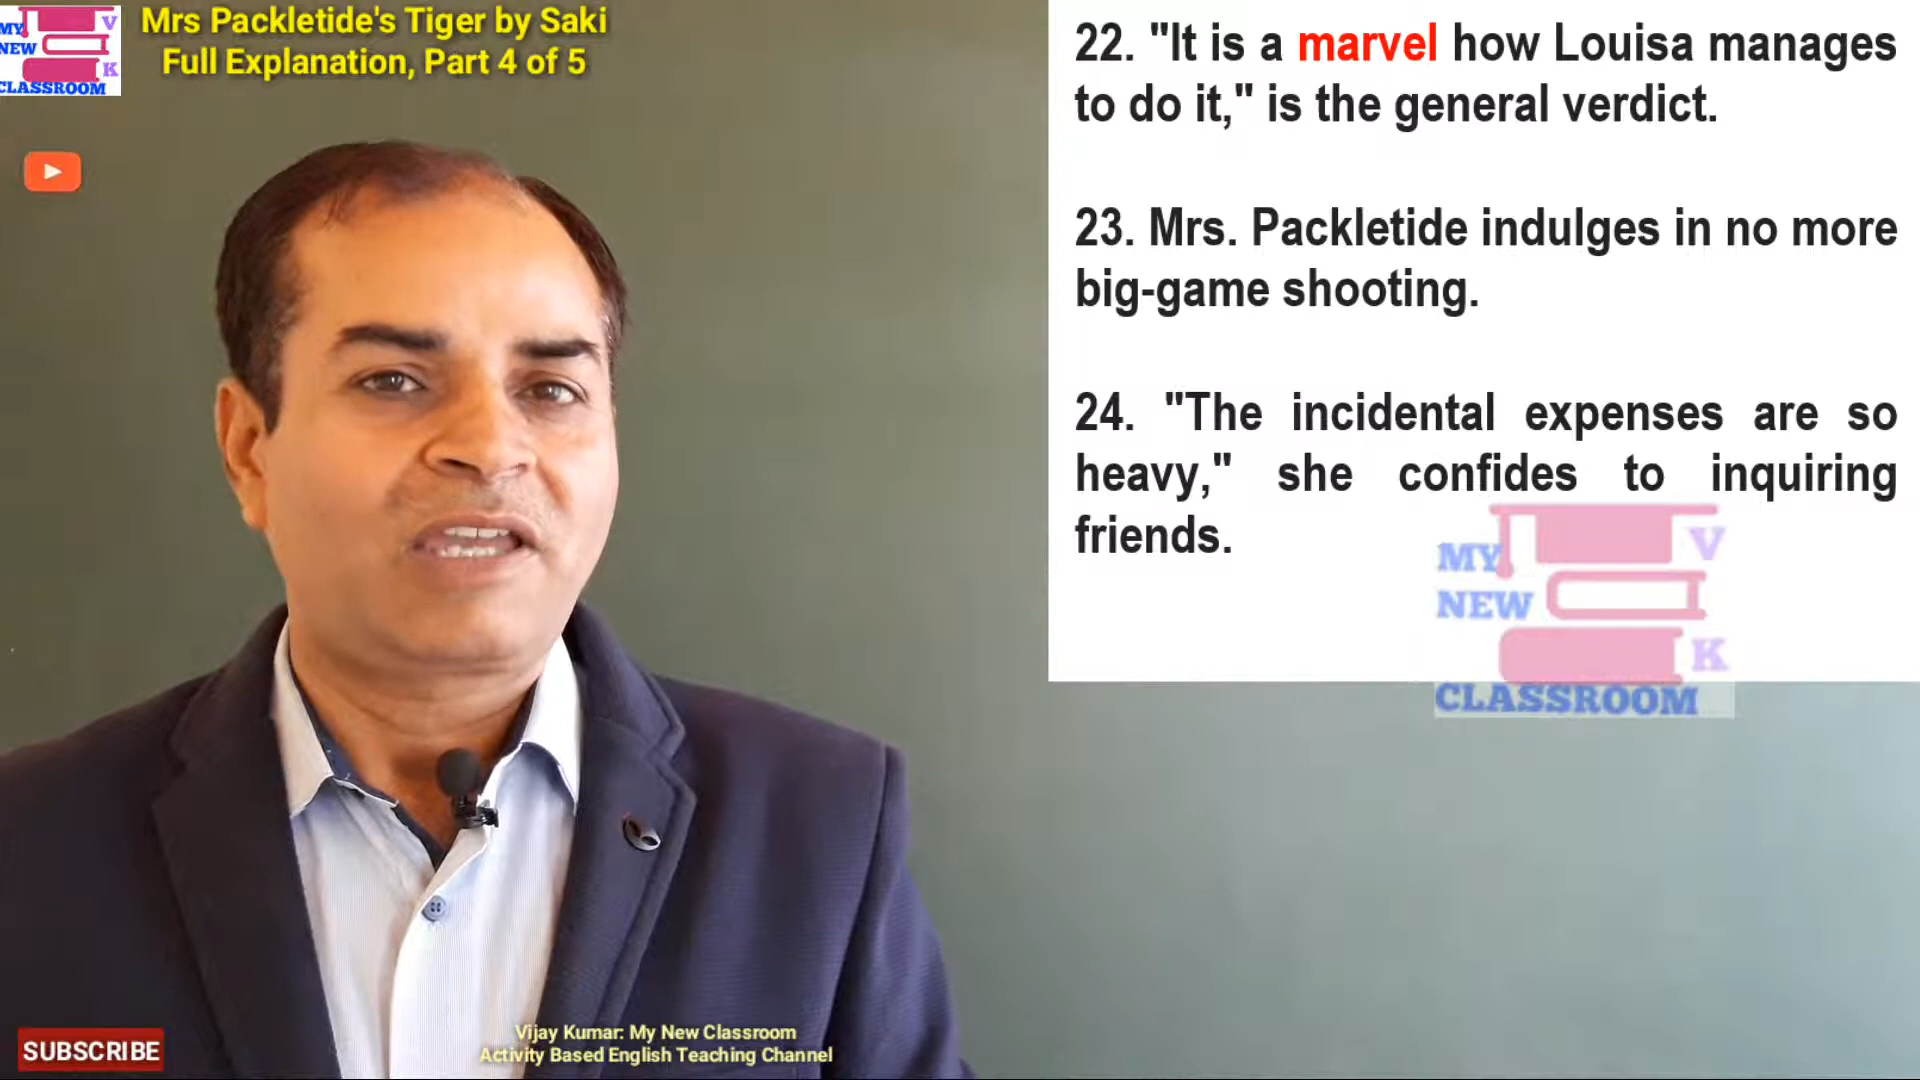 MY
NEW
CLASSROOM
V
K
Mrs Packletide's Tiger by Saki
Full Explanation, Part 4 of 5
22. "It is a marvel how Louisa manages
to do it," is the general verdict.
23. Mrs. Packletide indulges in no more
big-game shooting.
24. "The incidental expenses are so
heavy," she confides to inquiring
friends.
MY
NEW
CLASSROOM
V
K
SUBSCRIBE
Vijay Kumar: My New Classroom
Activity Based English Teaching Channel